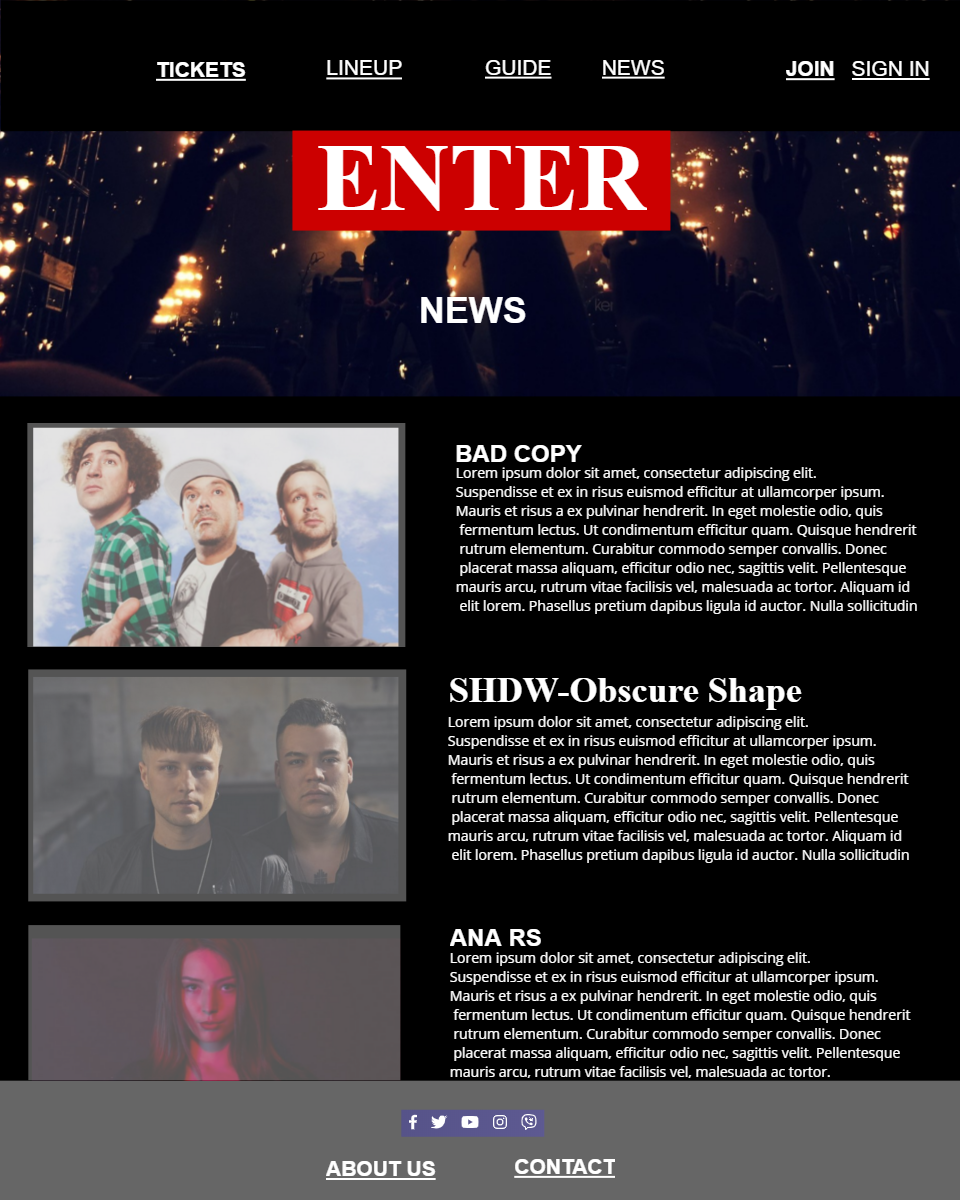 TICKETS LINEUP GUIDE NEWS JOIN SIGN IN
ENTER
NEWS
BAD COPY
Lorem ipsum dolor sit amet, consectetur adipiscing elit.
Suspendisse et ex in risus euismod efficitur at ullamcorper ipsum.
Mauris et risus a ex pulvinar hendrerit. In eget molestie odio, quis
fermentum lectus. Ut condimentum efficitur quam. Quisque hendrerit
rutrum elementum. Curabitur commodo semper convallis. Donec
placerat massa aliquam, efficitur odio nec, sagittis velit. Pellentesque
mauris arcu, rutrum vitae facilisis vel, malesuada ac tortor. Aliquam id
elit lorem. Phasellus pretium dapibus ligula id auctor. Nulla sollicitudin
SHDW-Obscure Shape
Lorem ipsum dolor sit amet, consectetur adipiscing elit.
Suspendisse et ex in risus euismod efficitur at ullamcorper ipsum.
Mauris et risus a ex pulvinar hendrerit. In eget molestie odio, quis
fermentum lectus. Ut condimentum efficitur quam. Quisque hendrerit
rutrum elementum. Curabitur commodo semper convallis. Donec
placerat massa aliquam, efficitur odio nec, sagittis velit. Pellentesque
mauris arcu, rutrum vitae facilisis vel, malesuada ac tortor. Aliquam id
elit lorem. Phasellus pretium dapibus ligula id auctor. Nulla sollicitudin
ANA RS
Lorem ipsum dolor sit amet, consectetur adipiscing elit.
Suspendisse et ex in risus euismod efficitur at ullamcorper ipsum.
Mauris et risus a ex pulvinar hendrerit. In eget molestie odio, quis
fermentum lectus. Ut condimentum efficitur quam. Quisque hendrerit
rutrum elementum. Curabitur commodo semper convallis. Donec
placerat massa aliquam, efficitur odio nec, sagittis velit. Pellentesque
mauris arcu, rutrum vitae facilisis vel, malesuada ac tortor.
ABOUT US CONTACT